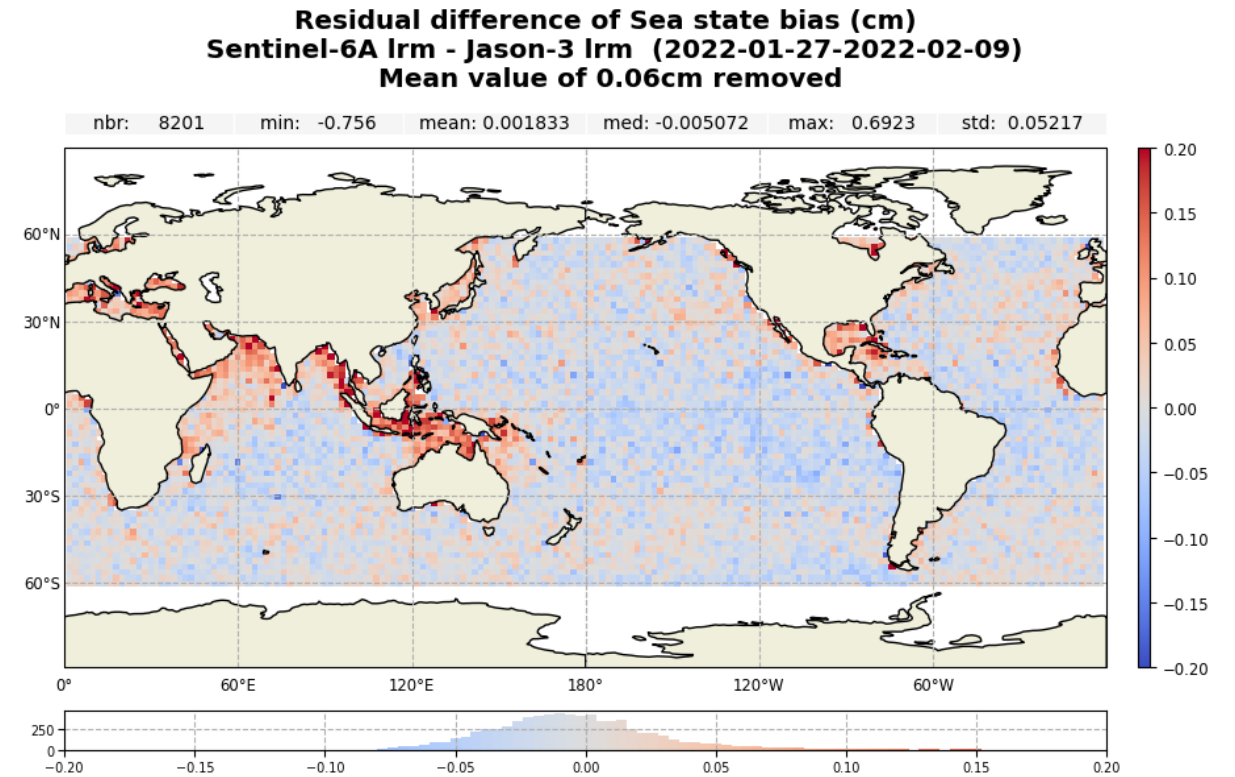 Residual difference of Sea state bias (cm)
Sentinel-6A lrm - Jason-3 lrm (2022-01-27-2022-02-09)
Mean value of 0.06cm removed
nbr: 8201 min: -0.756 mean: 0.001833 med: -0.005072 max: 0.6923 std: 0.05217
0.20
0.15
0.10
0.05
0.00
−0.05
−0.10
−0.15
−0.20
60°N
30°N
0°
30°S
60°S
0° 60°E 120°E 180° 120°W 60°W
250
0
−0.20 −0.15 −0.10 −0.05 0.00 0.05 0.10 0.15 0.20